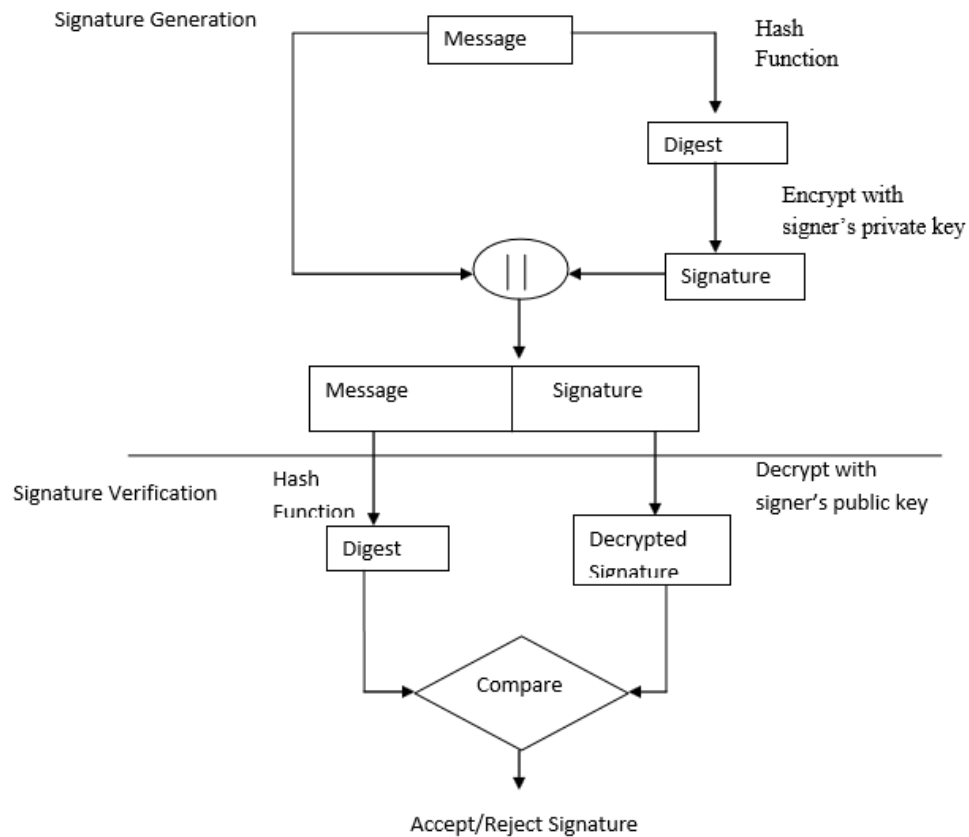 Signature Generation
Message
Hash
Function
Digest
Encrypt with
signer's private key
||
Signature
Message
Signature
Signature Verification
Hash
Function
Decrypt with
signer's public key
Digest
Decrypted
Signature
Compare
Accept/Reject Signature